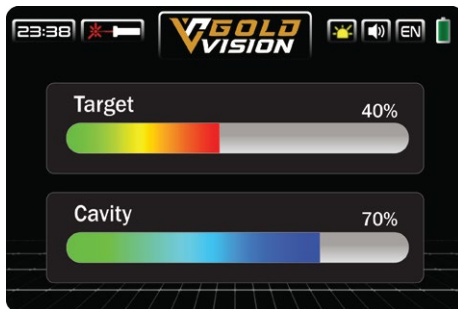 23:38
GOLD
VISION
EN
Target
40%
Cavity
70%